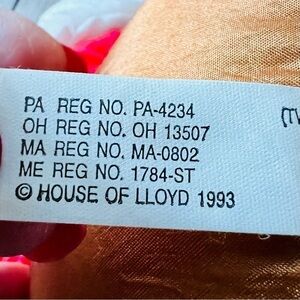 PA REG NO. PA-4234
OH REG NO. OH 13507
MA REG NO. MA-0802
ME REG NO. 1784-ST
© HOUSE OF LLOYD 1993